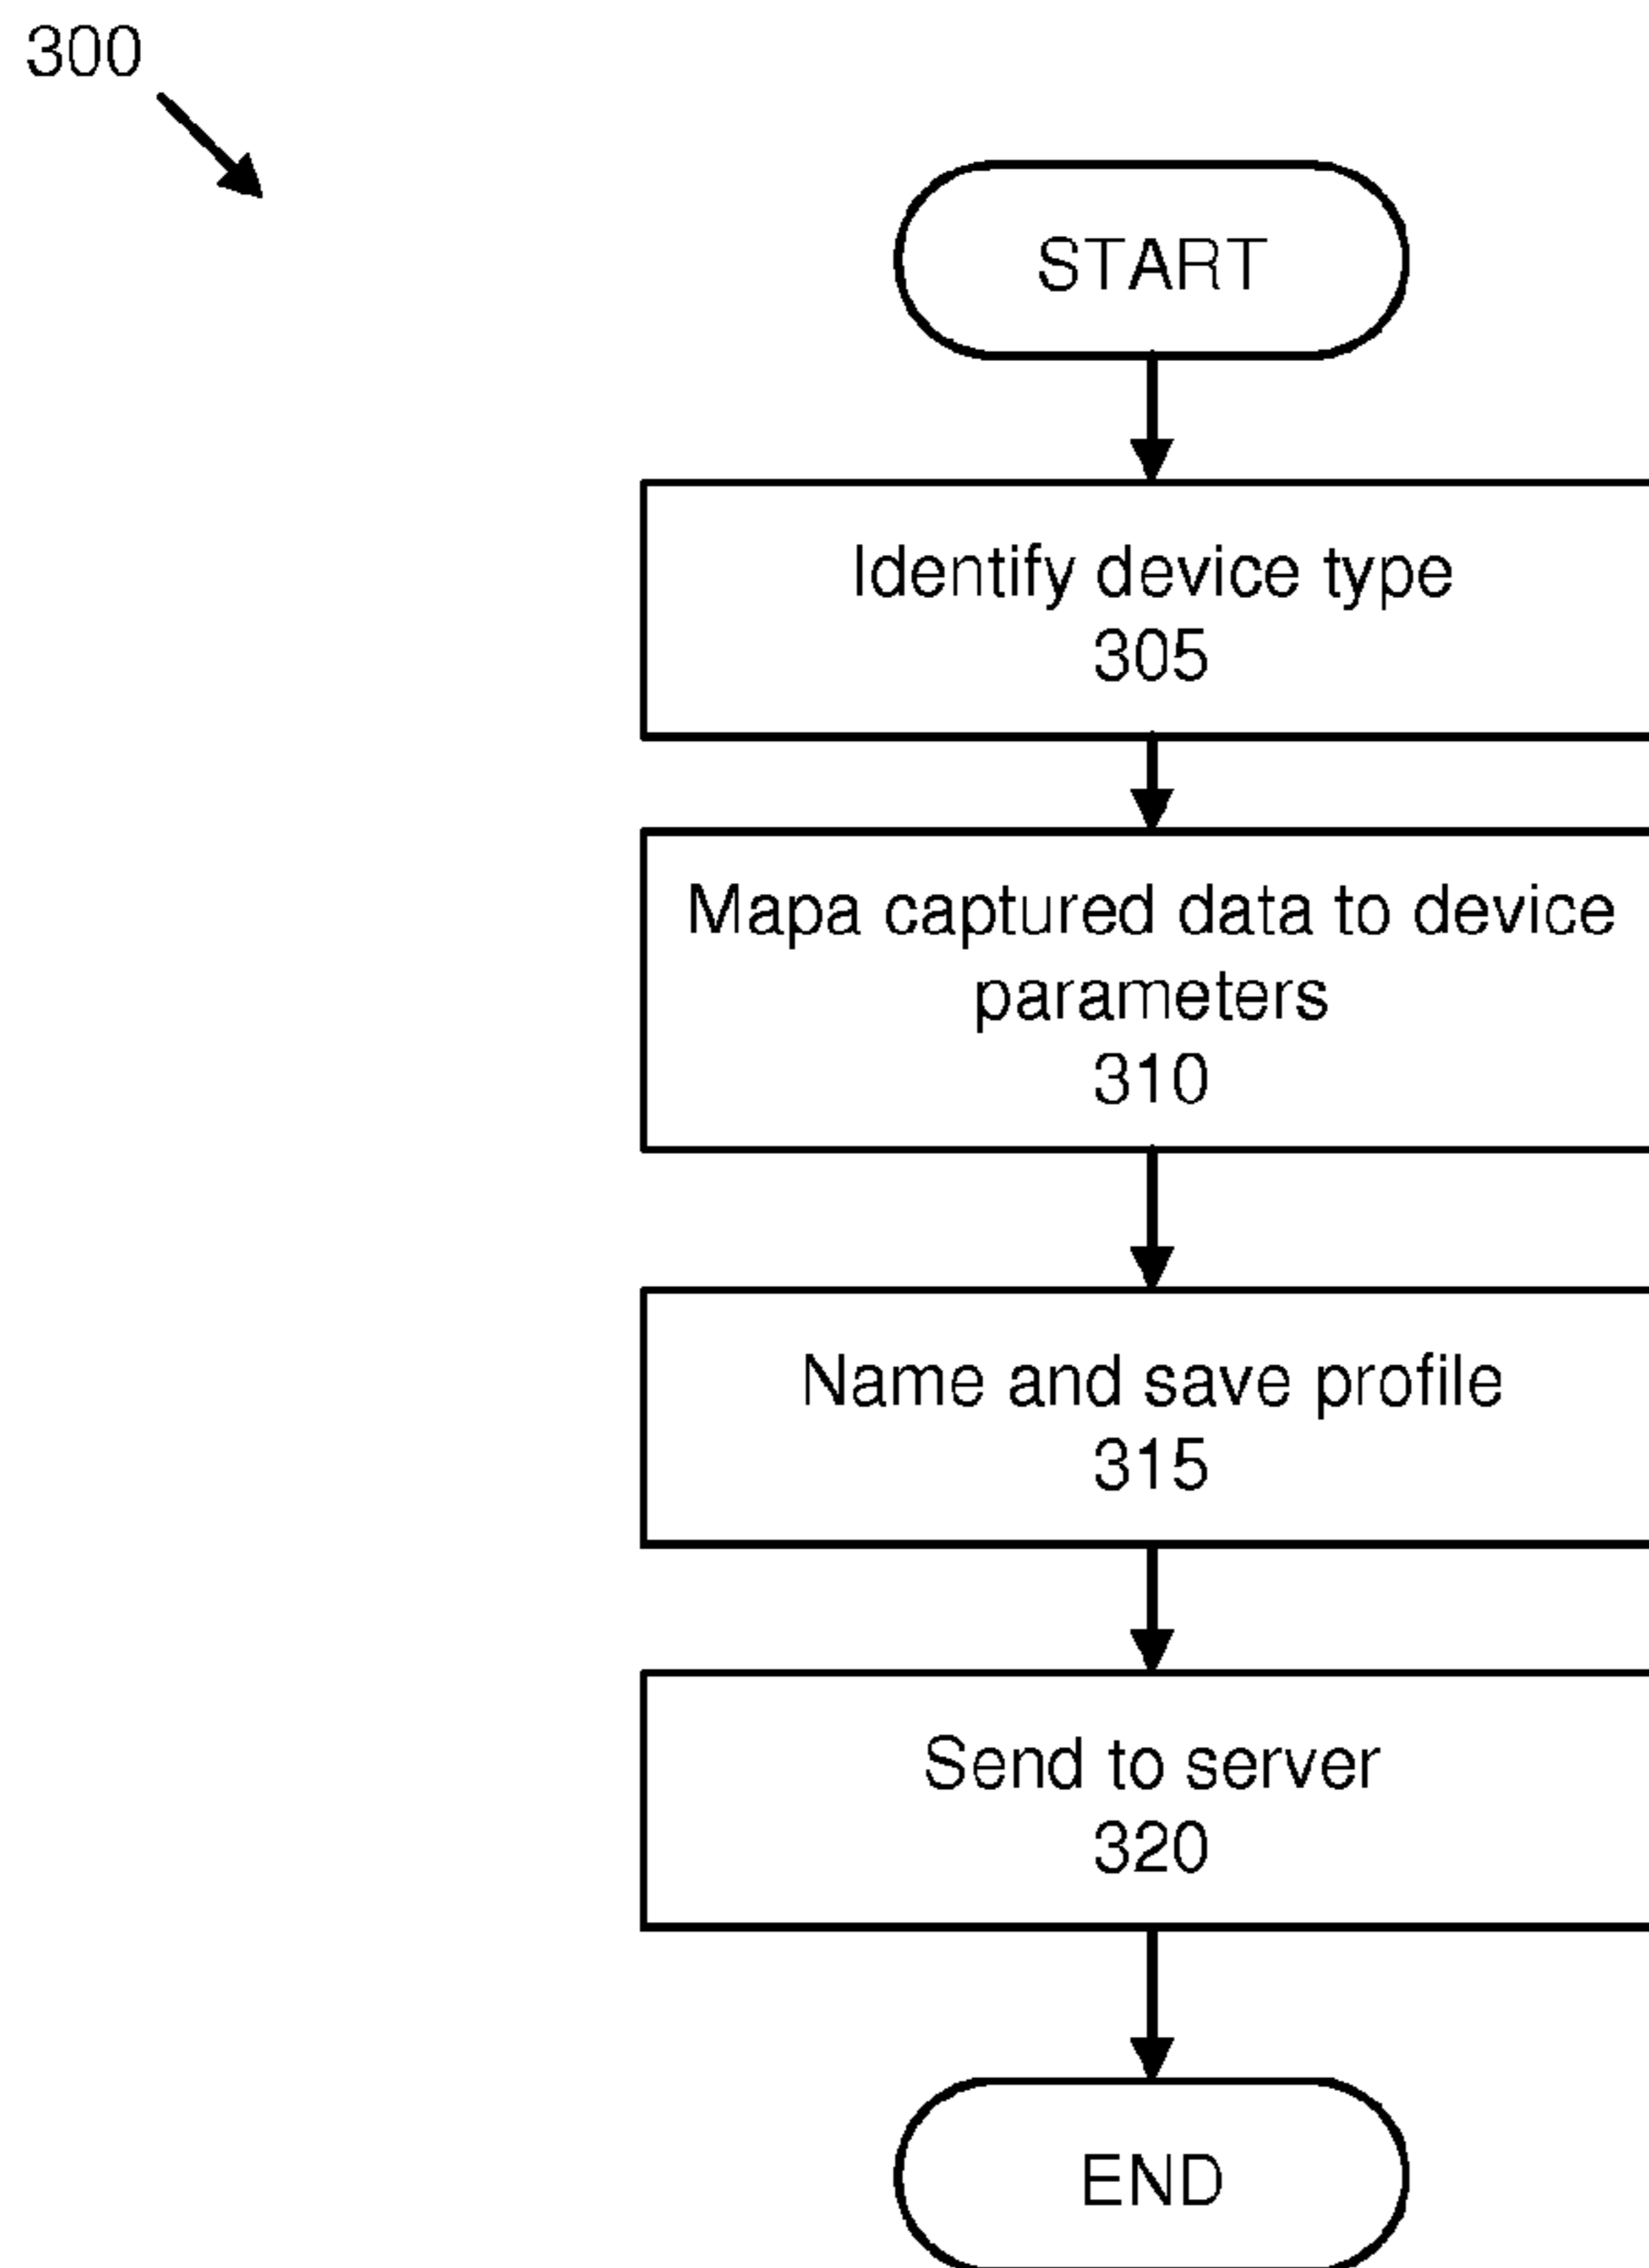 300
START
Identify device type
305
Mapa captured data to device
parameters
310
Name and save profile
315
Send to server
320
END